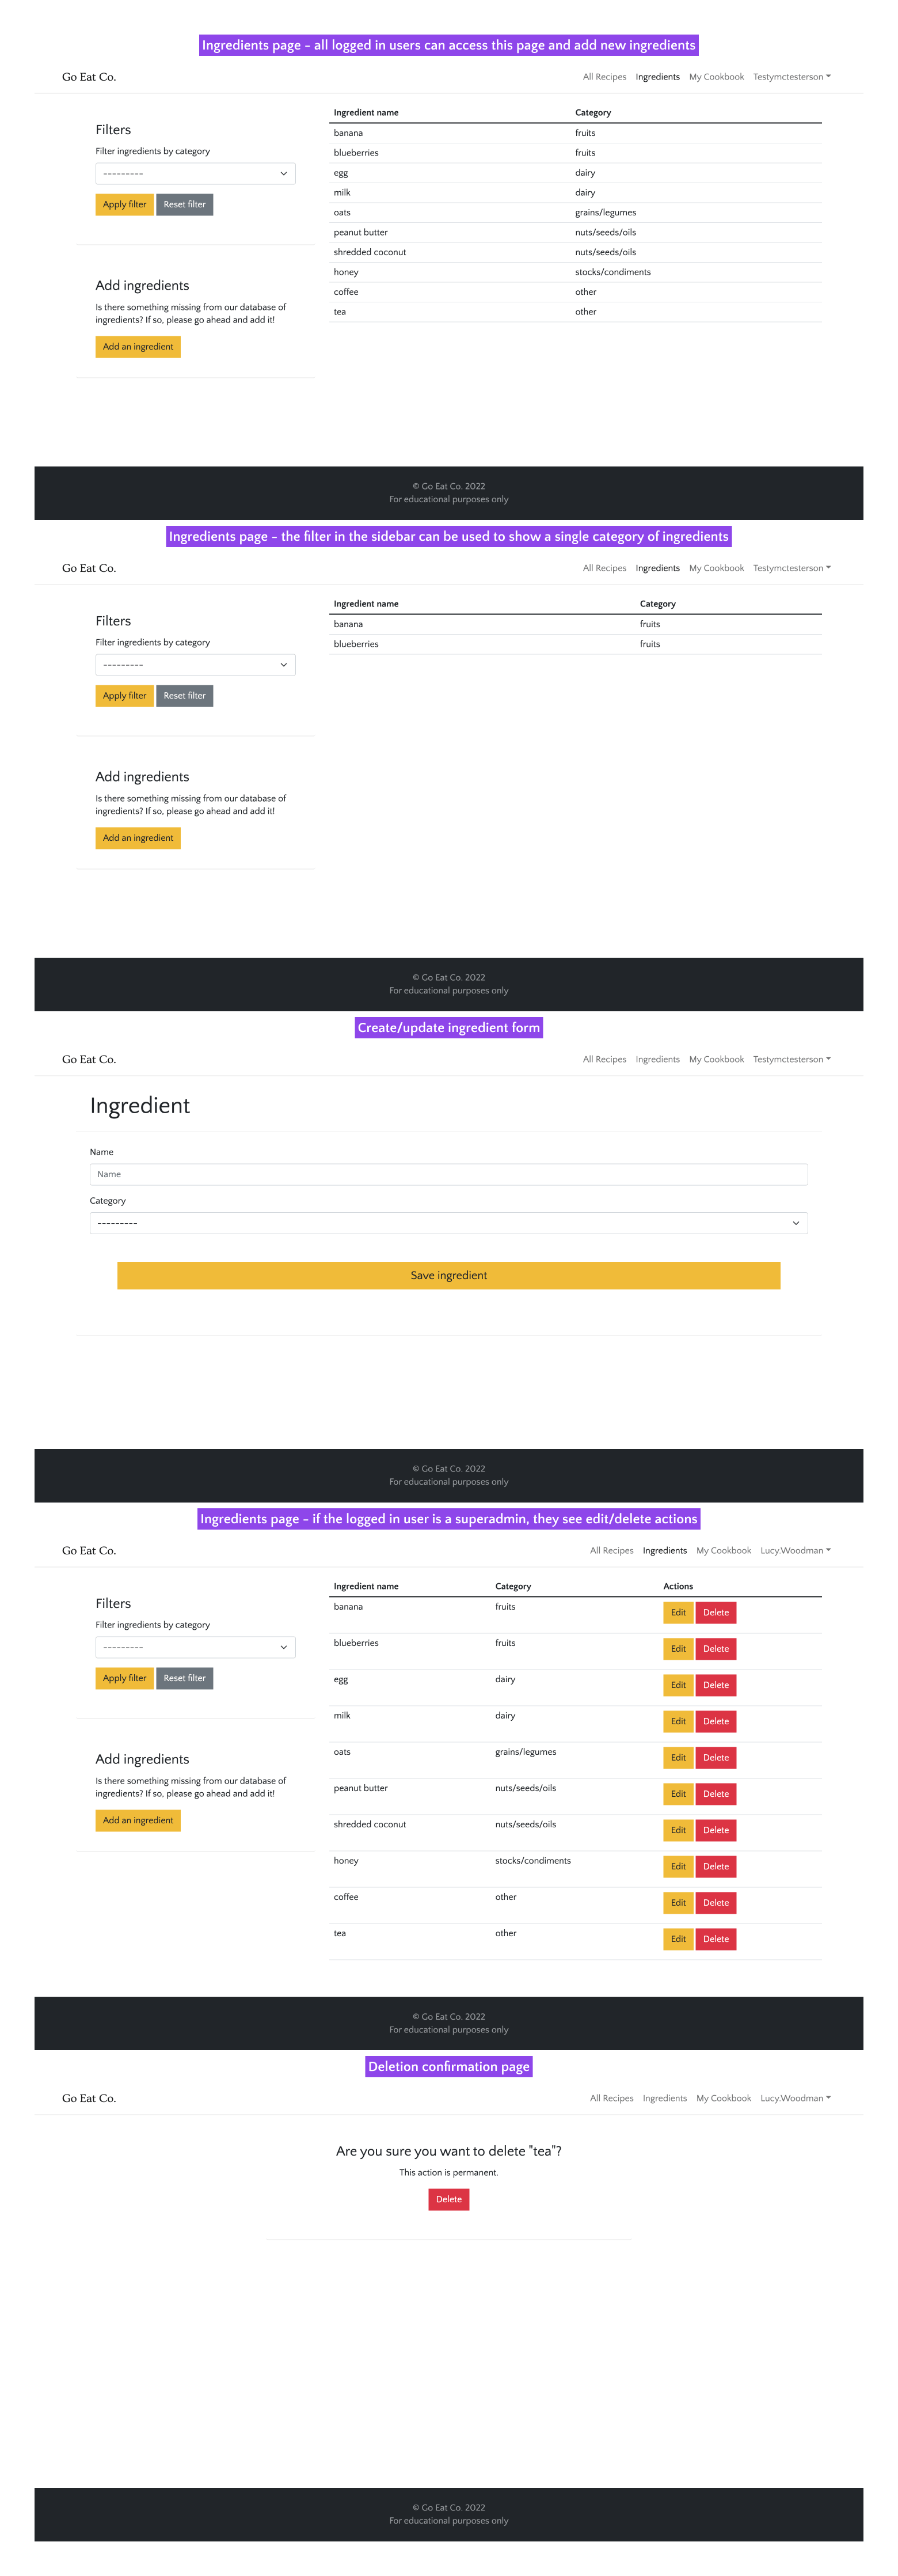 Ingredients page - all logged in users can access this page and add new ingredients
Go Eat Co.
All Recipes Ingredients My Cookbook Testymctesterson
Filters
Filter ingredients by category
---------
Apply filter Reset filter
Add ingredients
Is there something missing from our database of
ingredients? If so, please go ahead and add it!
Add an ingredient
Ingredient name Category
banana fruits
blueberries fruits
egg dairy
milk dairy
oats grains/legumes
peanut butter nuts/seeds/oils
shredded coconut nuts/seeds/oils
honey stocks/condiments
coffee other
tea other
© Go Eat Co. 2022
For educational purposes only
Ingredients page - the filter in the sidebar can be used to show a single category of ingredients
Go Eat Co.
All Recipes Ingredients My Cookbook Testymctesterson
Filters
Filter ingredients by category
---------
Apply filter Reset filter
Add ingredients
Is there something missing from our database of
ingredients? If so, please go ahead and add it!
Add an ingredient
Ingredient name Category
banana fruits
blueberries fruits
© Go Eat Co. 2022
For educational purposes only
Create/update ingredient form
Go Eat Co.
All Recipes Ingredients My Cookbook Testymctesterson
Ingredient
Name
Name
Category
---------
Save ingredient
© Go Eat Co. 2022
For educational purposes only
Ingredients page - if the logged in user is a superadmin, they see edit/delete actions
Go Eat Co.
All Recipes Ingredients My Cookbook Lucy.Woodman
Filters
Filter ingredients by category
---------
Apply filter Reset filter
Add ingredients
Is there something missing from our database of
ingredients? If so, please go ahead and add it!
Add an ingredient
Ingredient name Category Actions
banana fruits Edit Delete
blueberries fruits Edit Delete
egg dairy Edit Delete
milk dairy Edit Delete
oats grains/legumes Edit Delete
peanut butter nuts/seeds/oils Edit Delete
shredded coconut nuts/seeds/oils Edit Delete
honey stocks/condiments Edit Delete
coffee other Edit Delete
tea other Edit Delete
© Go Eat Co. 2022
For educational purposes only
Deletion confirmation page
Go Eat Co.
All Recipes Ingredients My Cookbook Lucy.Woodman
Are you sure you want to delete "tea"?
This action is permanent.
Delete
© Go Eat Co. 2022
For educational purposes only